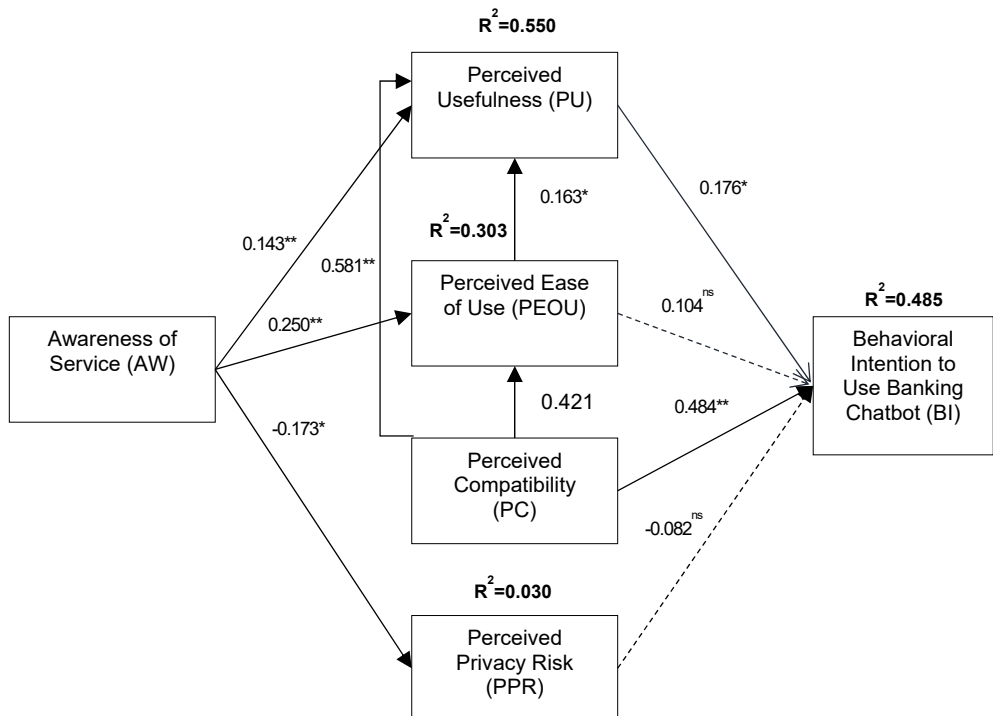 R²=0.550
Perceived
Usefulness (PU)
0.163*
0.176*
R²=0.303
0.143**
0.581**
Perceived Ease
of Use (PEOU)
0.104ⁿˢ
R²=0.485
Awareness of
Service (AW)
0.250**
Behavioral
Intention to
Use Banking
Chatbot (BI)
0.421
0.484**
-0.173*
Perceived
Compatibility
(PC)
-0.082ⁿˢ
R²=0.030
Perceived
Privacy Risk
(PPR)